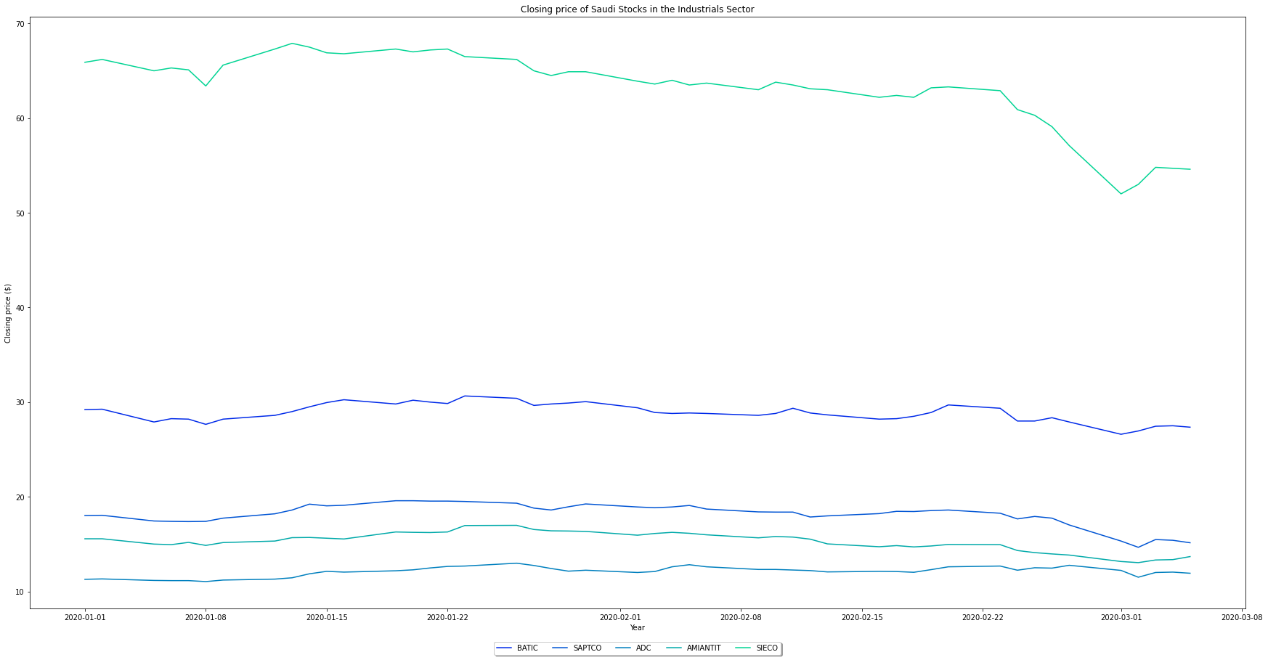 Closing price of Saudi Stocks in the Industrials Sector
70
60
50
40
30
20
10
Closing price ($)
2020-01-01 2020-01-08 2020-01-15 2020-01-22 2020-02-01 2020-02-08 2020-02-15 2020-02-22 2020-03-01 2020-03-08
Year
BATIC SAPTCO ADC AMIANTIT SIECO